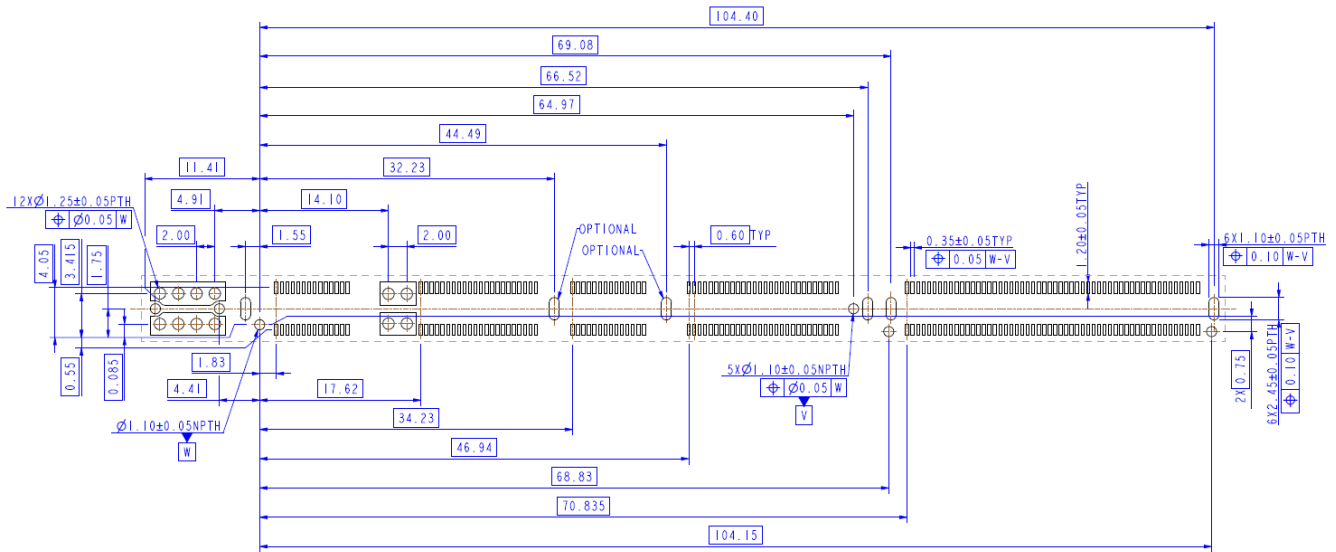 104.40
69.08
66.52
64.97
44.49
11.41
32.23
12XØ1.25±0.05PTH
⌖ Ø0.05 W
4.91
14.10
2.00
1.55
2.00
OPTIONAL
OPTIONAL
0.60 TYP
1.20±0.05TYP
0.35±0.05TYP
⌖ 0.05 W-V
6X1.10±0.05PTH
⌖ 0.10 W-V
4.05
3.415
1.75
0.55
0.085
1.83
4.41
17.62
5XØ1.10±0.05NPTH
⌖ Ø0.05 W
V
2X 0.75
6X2.45±0.05PTH
⌖ 0.10 W-V
Ø1.10±0.05NPTH
W
34.23
46.94
68.83
70.835
104.15